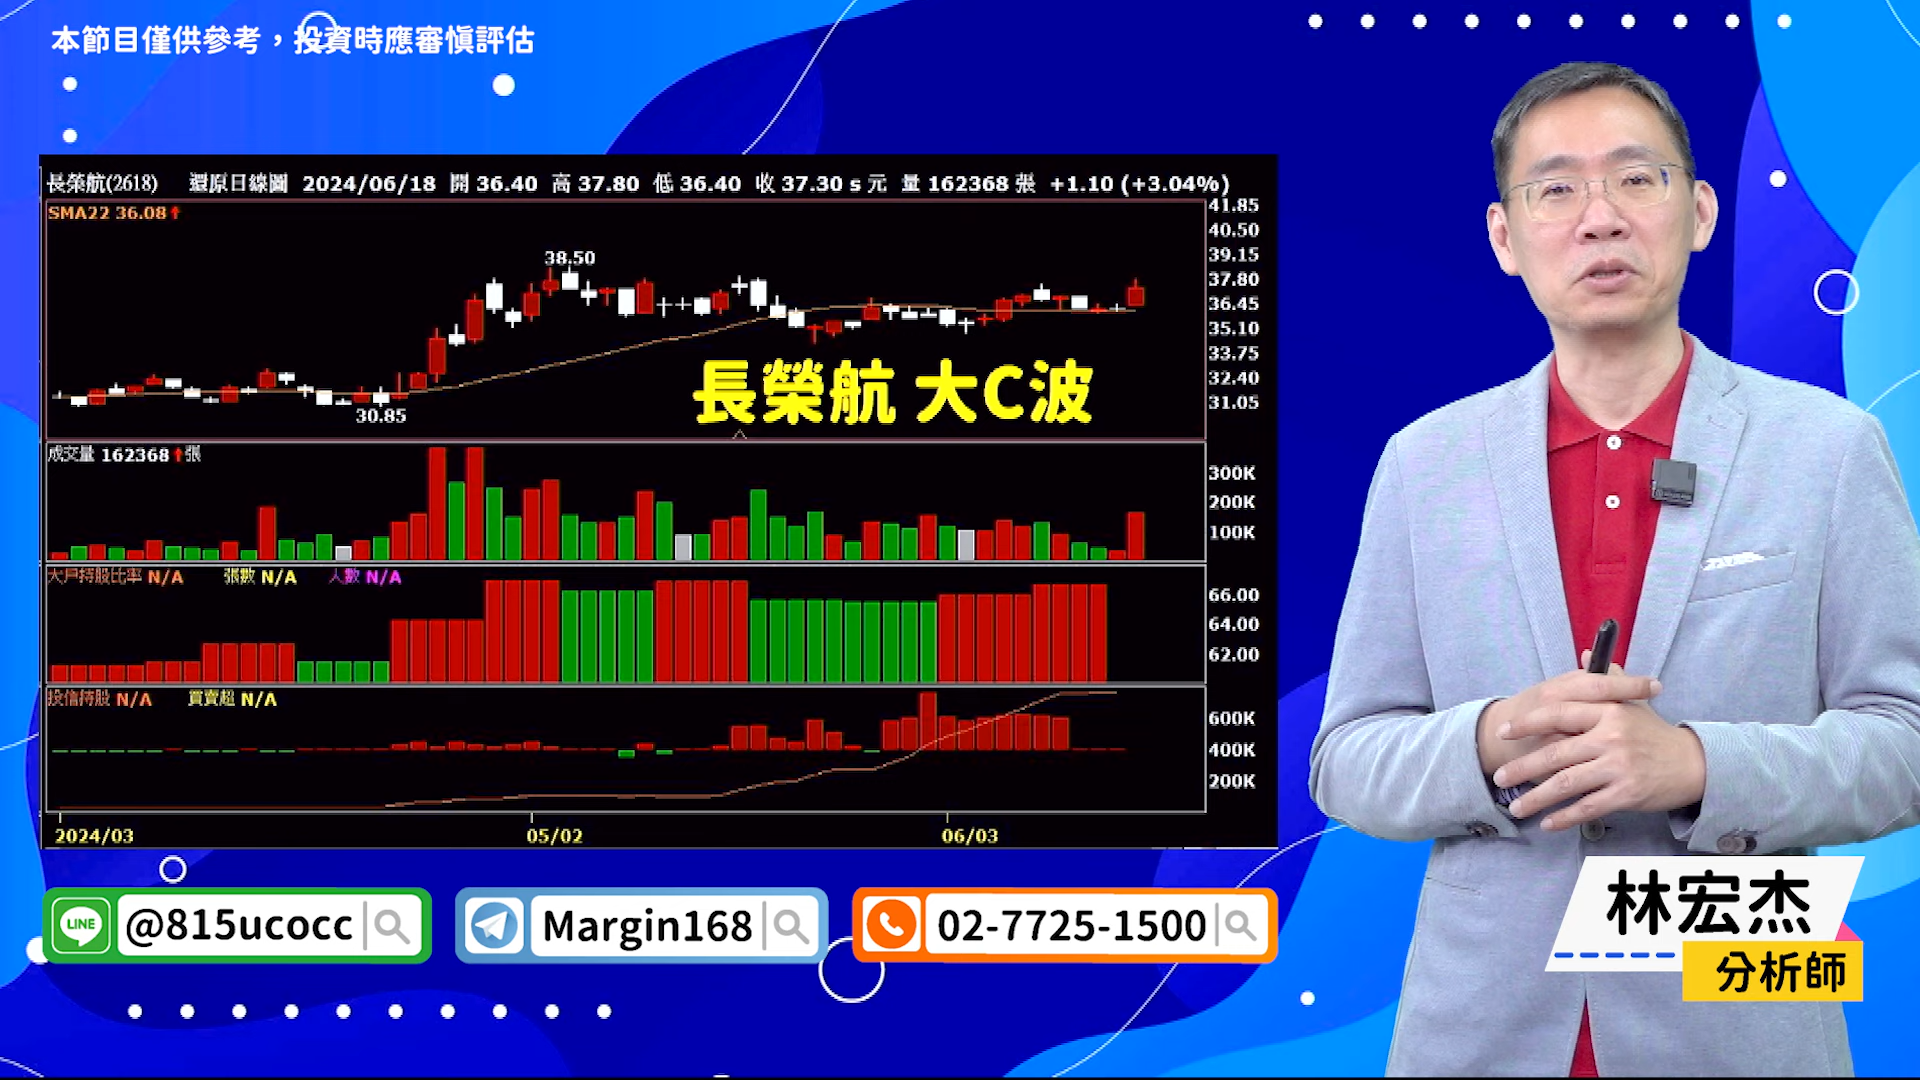 本節目僅供參考，投資時應審慎評估
長榮航(2618) 還原日線圖 2024/06/18 開 36.40 高 37.80 低 36.40 收 37.30 s 元 量 162368 張 +1.10 (+3.04%)
SMA22 36.08↑
41.85
40.50
39.15
37.80
36.45
35.10
33.75
32.40
31.05
38.50
30.85
長榮航 大C波
成交量 162368↑張
300K
200K
100K
大戶持股比率 N/A 張數 N/A 人數 N/A
66.00
64.00
62.00
投信持股 N/A 買賣超 N/A
600K
400K
200K
2024/03 05/02 06/03
LINE @815ucocc
Margin168
02-7725-1500
林宏杰
分析師